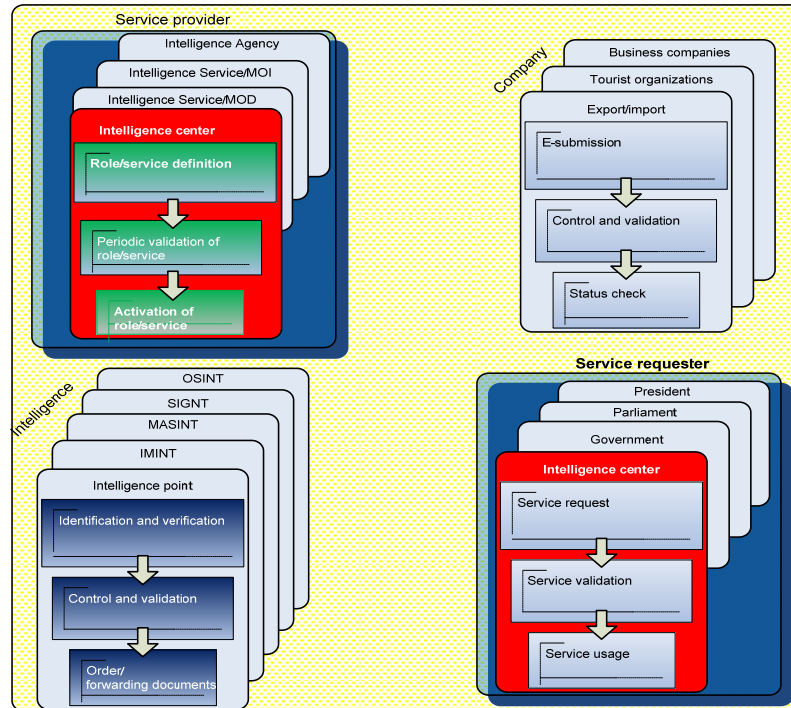 Service provider
Intelligence Agency
Intelligence Service/MOI
Intelligence Service/MOD
Intelligence center
Role/service definition
Periodic validation of
role/service
Activation of
role/service
Company
Business companies
Tourist organizations
Export/import
E-submission
Control and validation
Status check
Intelligence
OSINT
SIGNT
MASINT
IMINT
Intelligence point
Identification and verification
Control and validation
Order/
forwarding documents
Service requester
President
Parliament
Government
Intelligence center
Service request
Service validation
Service usage